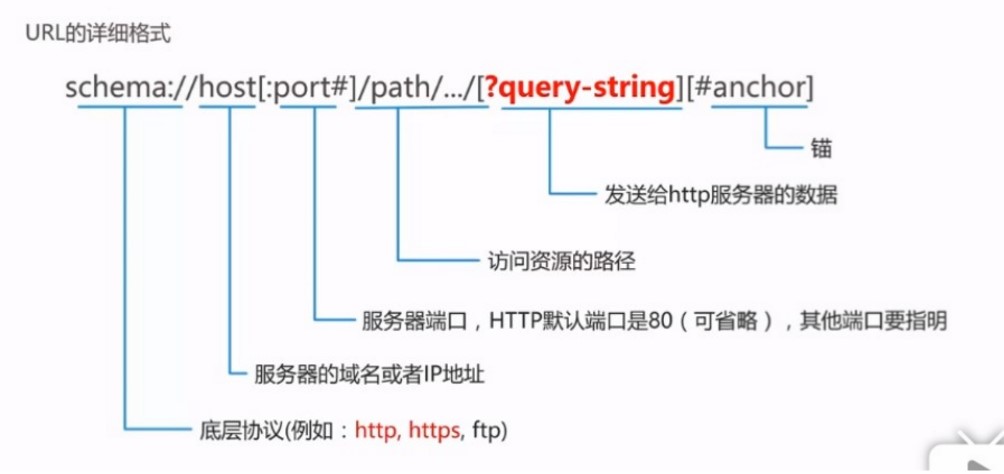 URL的详细格式
schema://host[:port#]/path/.../[?query-string][#anchor]
锚
发送给http服务器的数据
访问资源的路径
服务器端口，HTTP默认端口是80（可省略），其他端口要指明
服务器的域名或者IP地址
底层协议(例如：http, https, ftp)